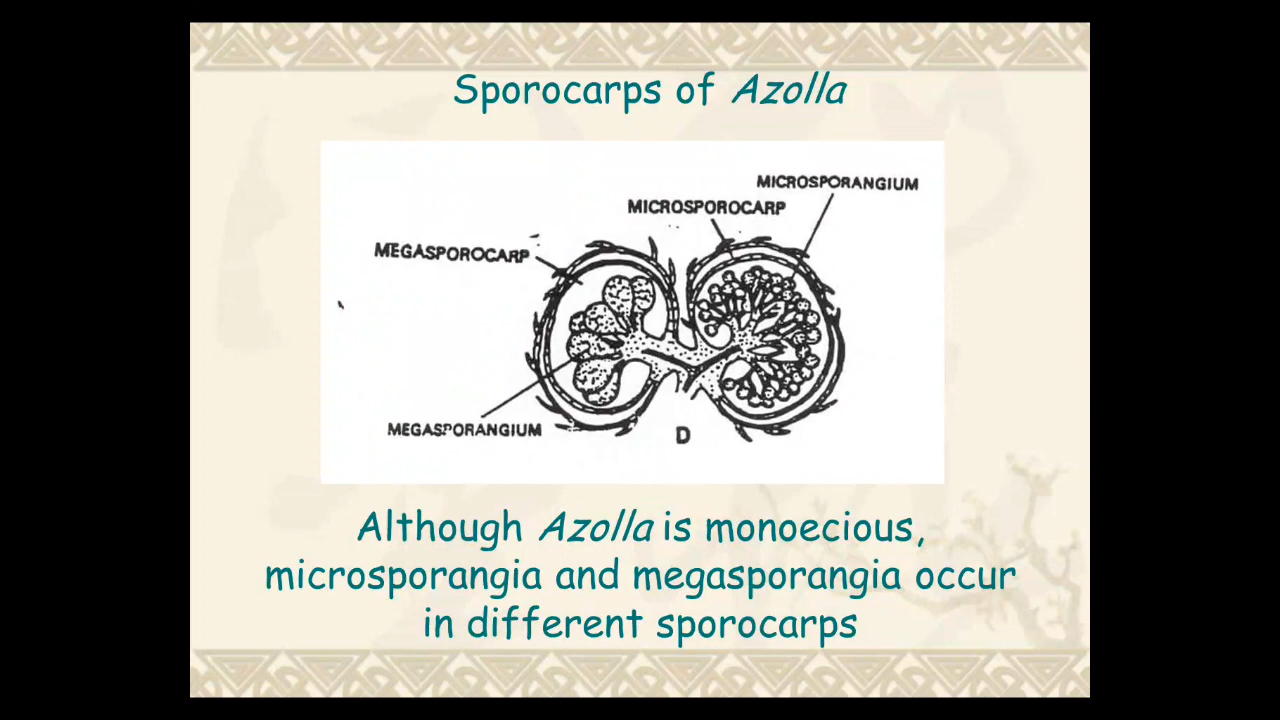 Sporocarps of Azolla
MICROSPORANGIUM
MICROSPOROCARP
MEGASPOROCARP
MEGASPORANGIUM
D
Although Azolla is monoecious,
microsporangia and megasporangia occur
in different sporocarps